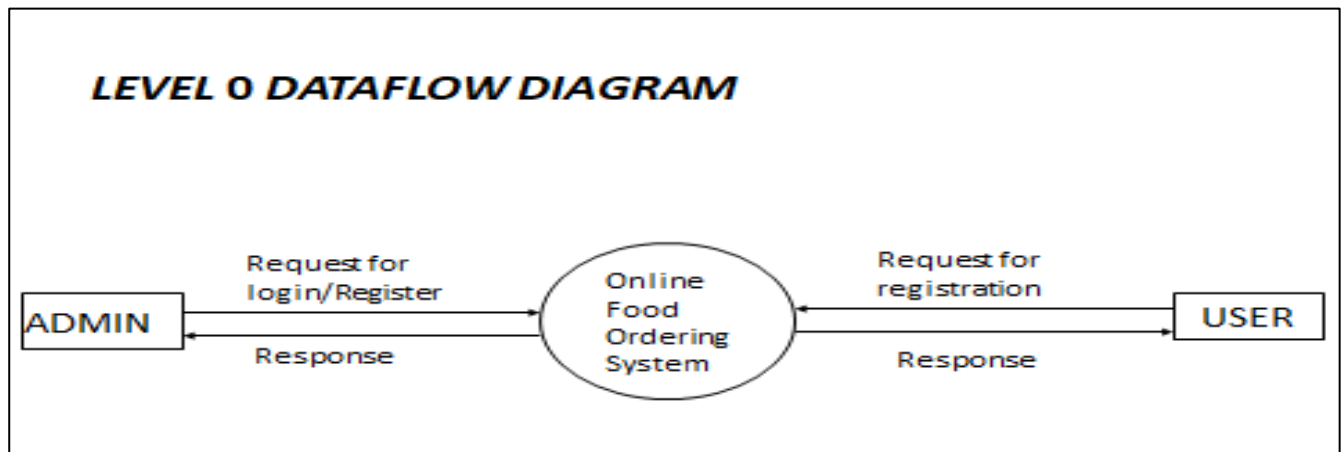 LEVEL 0 DATAFLOW DIAGRAM
Request for
login/Register
ADMIN
Response
Online
Food
Ordering
System
Request for
registration
USER
Response